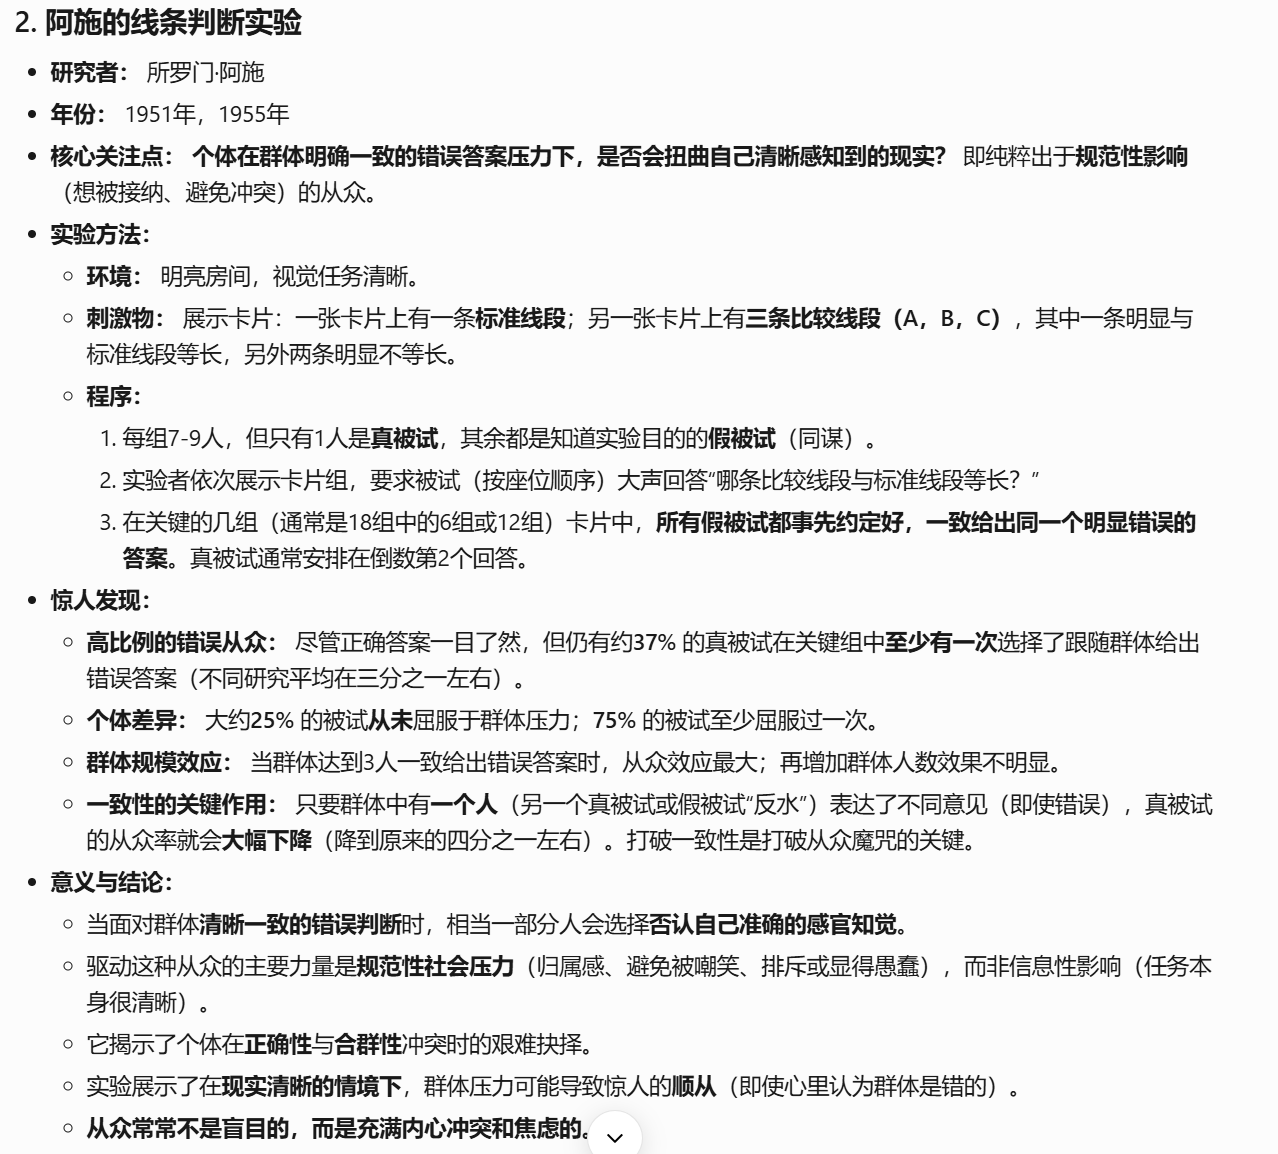 2. 阿施的线条判断实验
• 研究者： 所罗门·阿施
• 年份： 1951年，1955年
• 核心关注点： 个体在群体明确一致的错误答案压力下，是否会扭曲自己清晰感知到的现实？ 即纯粹出于规范性影响
（想被接纳、避免冲突）的从众。
• 实验方法：
◦ 环境： 明亮房间，视觉任务清晰。
◦ 刺激物： 展示卡片：一张卡片上有一条标准线段；另一张卡片上有三条比较线段（A，B，C），其中一条明显与
标准线段等长，另外两条明显不等长。
◦ 程序：
1. 每组7-9人，但只有1人是真被试，其余都是知道实验目的的假被试（同谋）。
2. 实验者依次展示卡片组，要求被试（按座位顺序）大声回答“哪条比较线段与标准线段等长？”
3. 在关键的几组（通常是18组中的6组或12组）卡片中，所有假被试都事先约定好，一致给出同一个明显错误的
答案。真被试通常安排在倒数第2个回答。
• 惊人发现：
◦ 高比例的错误从众： 尽管正确答案一目了然，但仍有约37% 的真被试在关键组中至少有一次选择了跟随群体给出
错误答案（不同研究平均在三分之一左右）。
◦ 个体差异： 大约25% 的被试从未屈服于群体压力；75% 的被试至少屈服过一次。
◦ 群体规模效应： 当群体达到3人一致给出错误答案时，从众效应最大；再增加群体人数效果不明显。
◦ 一致性的关键作用： 只要群体中有一个人（另一个真被试或假被试“反水”）表达了不同意见（即使错误），真被试
的从众率就会大幅下降（降到原来的四分之一左右）。打破一致性是打破从众魔咒的关键。
• 意义与结论：
◦ 当面对群体清晰一致的错误判断时，相当一部分人会选择否认自己准确的感官知觉。
◦ 驱动这种从众的主要力量是规范性社会压力（归属感、避免被嘲笑、排斥或显得愚蠢），而非信息性影响（任务本
身很清晰）。
◦ 它揭示了个体在正确性与合群性冲突时的艰难抉择。
◦ 实验展示了在现实清晰的情境下，群体压力可能导致惊人的顺从（即使心里认为群体是错的）。
◦ 从众常常不是盲目的，而是充满内心冲突和焦虑的。